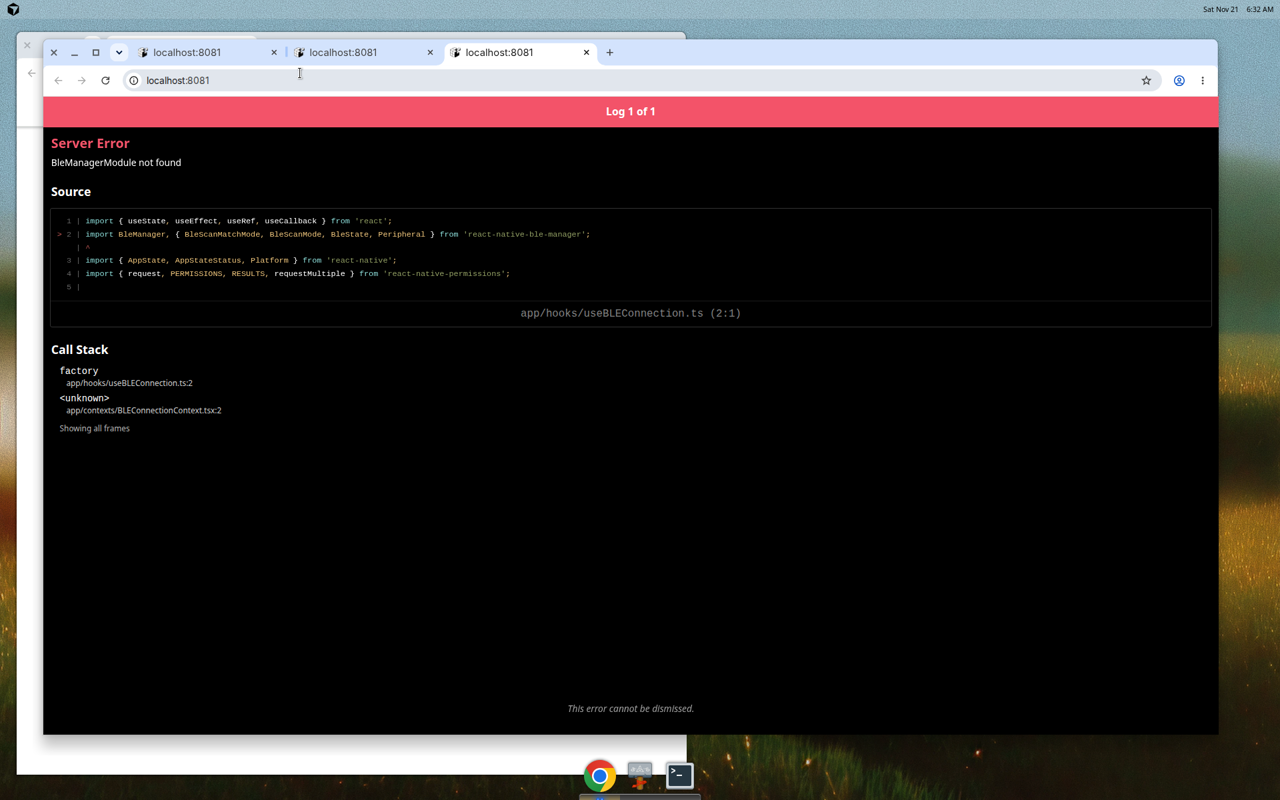 Sat Nov 21 6:32 AM
localhost:8081
localhost:8081
localhost:8081
localhost:8081
Log 1 of 1
Server Error
BleManagerModule not found
Source
1 | import { useState, useEffect, useRef, useCallback } from 'react';
> 2 | import BleManager, { BleScanMatchMode, BleScanMode, BleState, Peripheral } from 'react-native-ble-manager';
| ^
3 | import { AppState, AppStateStatus, Platform } from 'react-native';
4 | import { request, PERMISSIONS, RESULTS, requestMultiple } from 'react-native-permissions';
5 |
app/hooks/useBLEConnection.ts (2:1)
Call Stack
factory
app/hooks/useBLEConnection.ts:2
<unknown>
app/contexts/BLEConnectionContext.tsx:2
Showing all frames
This error cannot be dismissed.